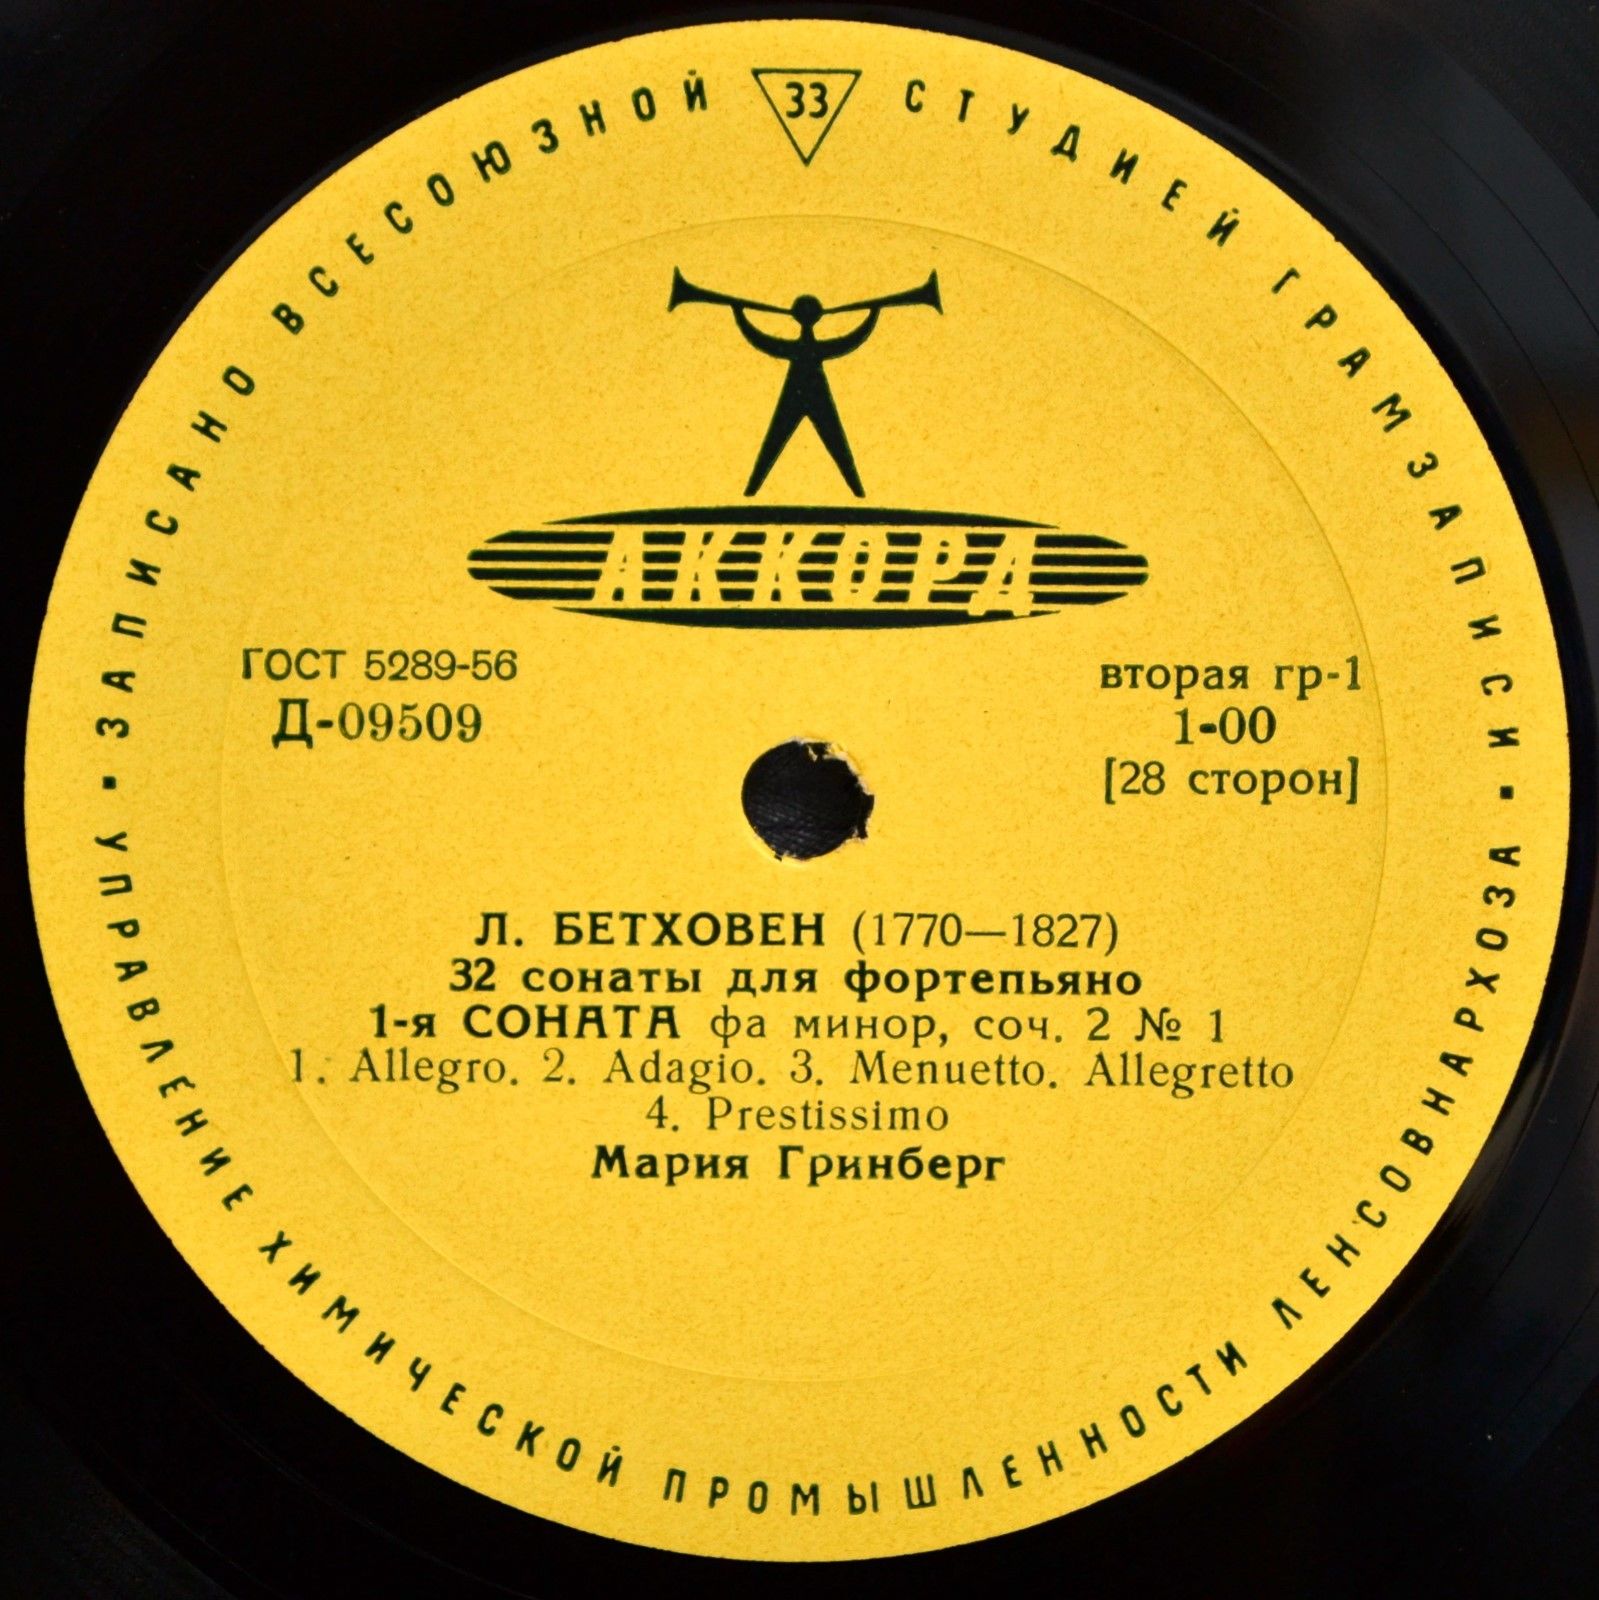 ЗАПИСАНО ВСЕСОЮЗНОЙ СТУДИЕЙ ГРАМЗАПИСИ
33
АККОРД
ГОСТ 5289-56
Д-09509
вторая гр-1
1-00
[28 сторон]
Л. БЕТХОВЕН (1770—1827)
32 сонаты для фортепьяно
1-я СОНАТА фа минор, соч. 2 № 1
1. Allegro. 2. Adagio. 3. Menuetto. Allegretto
4. Prestissimo
Мария Гринберг
УПРАВЛЕНИЕ ХИМИЧЕСКОЙ ПРОМЫШЛЕННОСТИ ЛЕНСОВНАРХОЗА